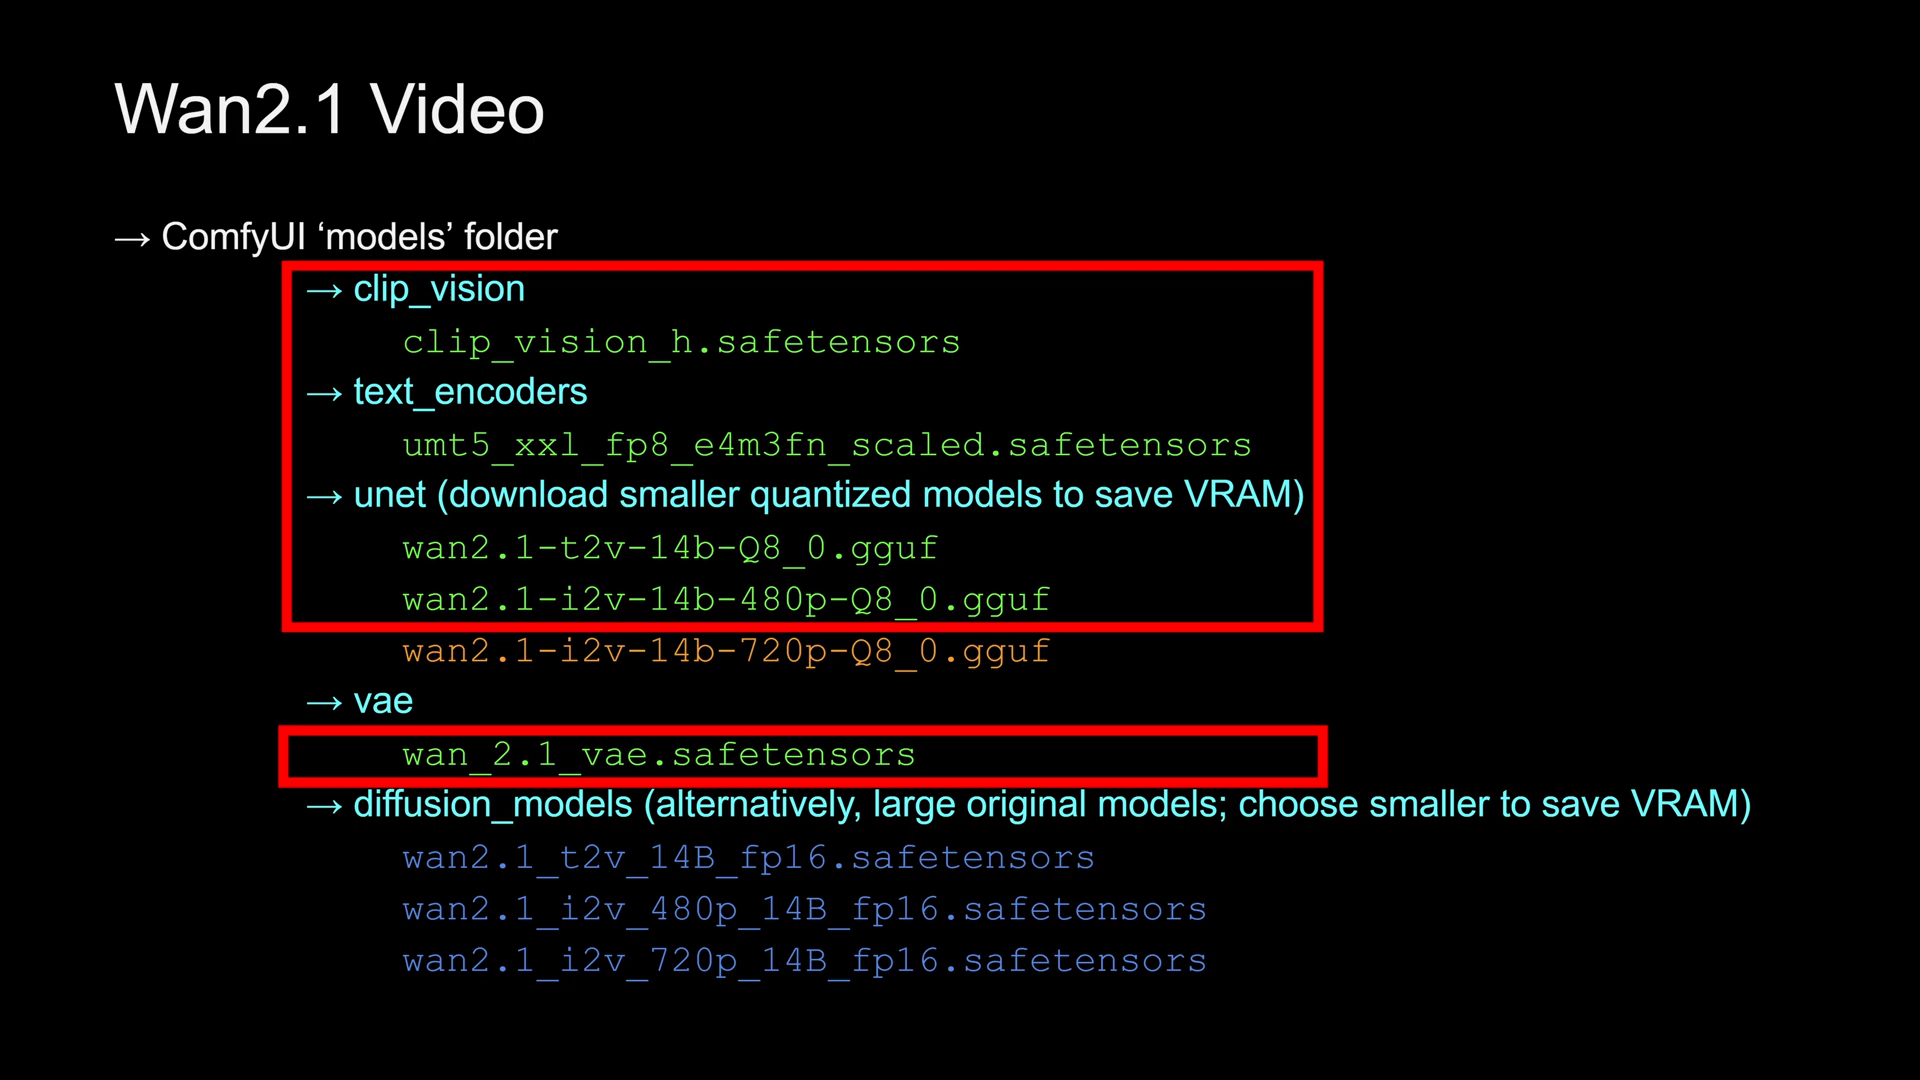 Wan2.1 Video
→ ComfyUI ‘models’ folder
→ clip_vision
clip_vision_h.safetensors
→ text_encoders
umt5_xxl_fp8_e4m3fn_scaled.safetensors
→ unet (download smaller quantized models to save VRAM)
wan2.1-t2v-14b-Q8_0.gguf
wan2.1-i2v-14b-480p-Q8_0.gguf
wan2.1-i2v-14b-720p-Q8_0.gguf
→ vae
wan_2.1_vae.safetensors
→ diffusion_models (alternatively, large original models; choose smaller to save VRAM)
wan2.1_t2v_14B_fp16.safetensors
wan2.1_i2v_480p_14B_fp16.safetensors
wan2.1_i2v_720p_14B_fp16.safetensors